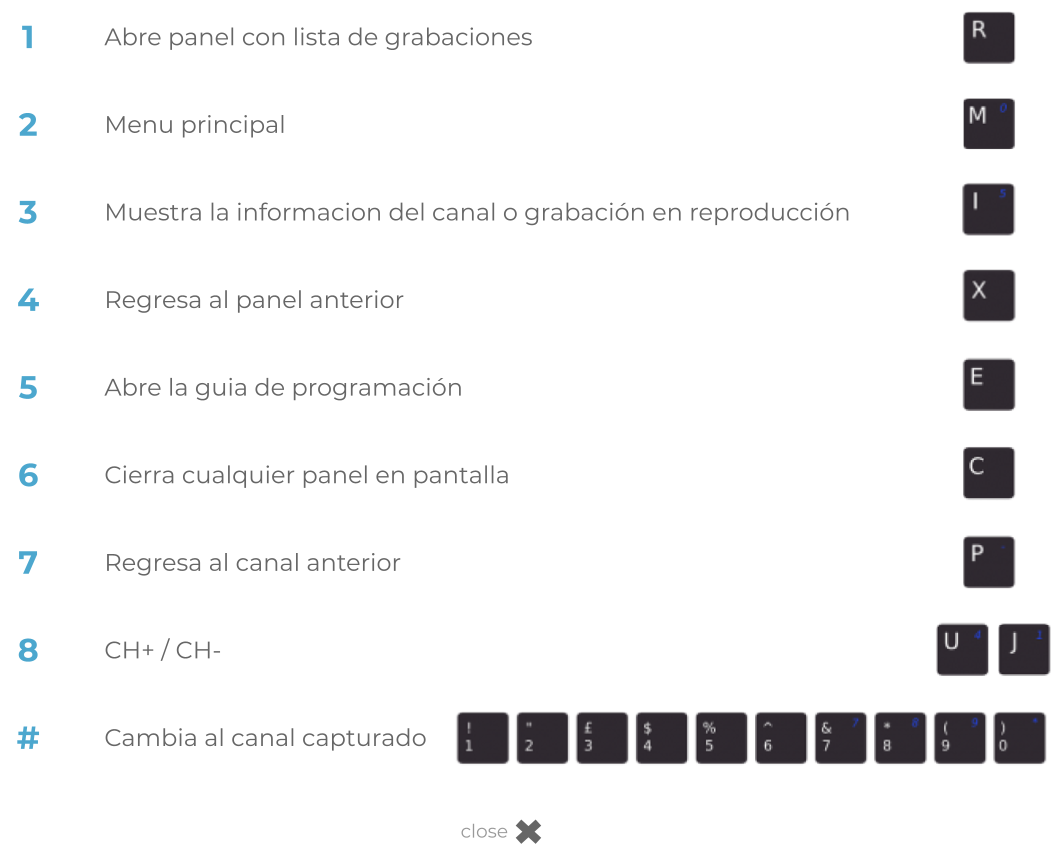 1 Abre panel con lista de grabaciones R
2 Menu principal M 0
3 Muestra la informacion del canal o grabación en reproducción I 5
4 Regresa al panel anterior X
5 Abre la guia de programación E
6 Cierra cualquier panel en pantalla C
7 Regresa al canal anterior P
8 CH+ / CH- U 4 J 1
# Cambia al canal capturado ! 1 " 2 £ 3 $ 4 % 5 ^ 6 & 7 7 * 8 8 ( 9 9 ) 0 *
close ✖